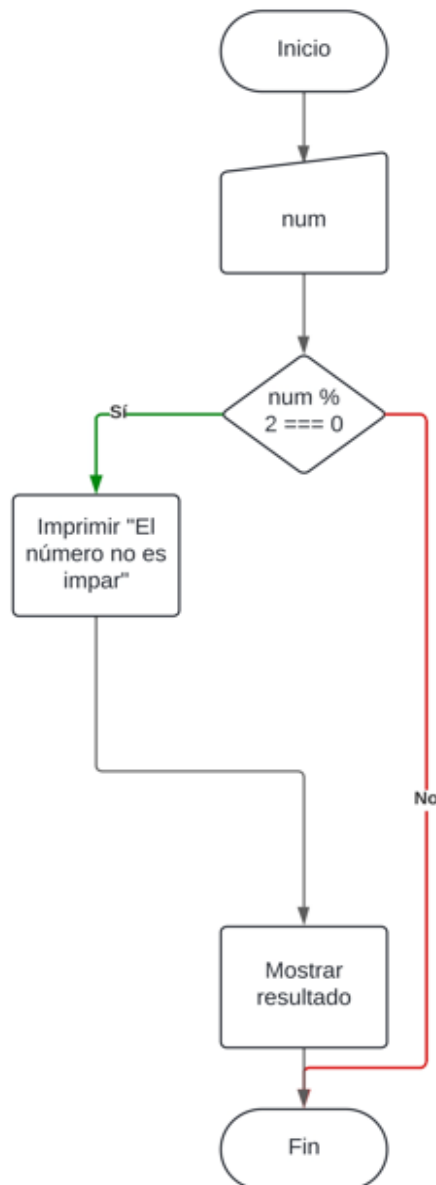 Inicio
num
num %
2 === 0
Sí
Imprimir "El
número no es
impar"
No
Mostrar
resultado
Fin